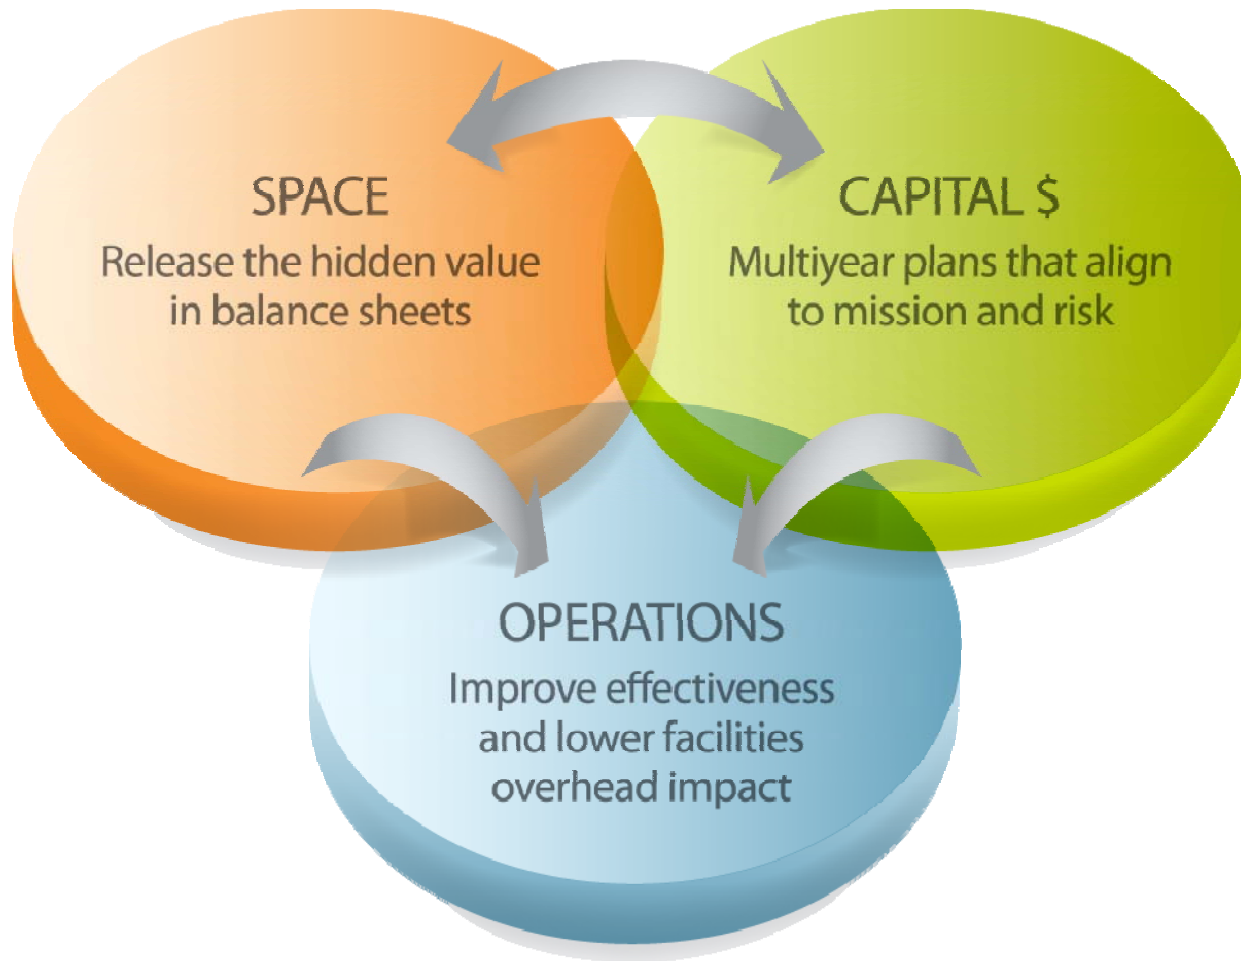 SPACE
Release the hidden value
in balance sheets
CAPITAL $
Multiyear plans that align
to mission and risk
OPERATIONS
Improve effectiveness
and lower facilities
overhead impact